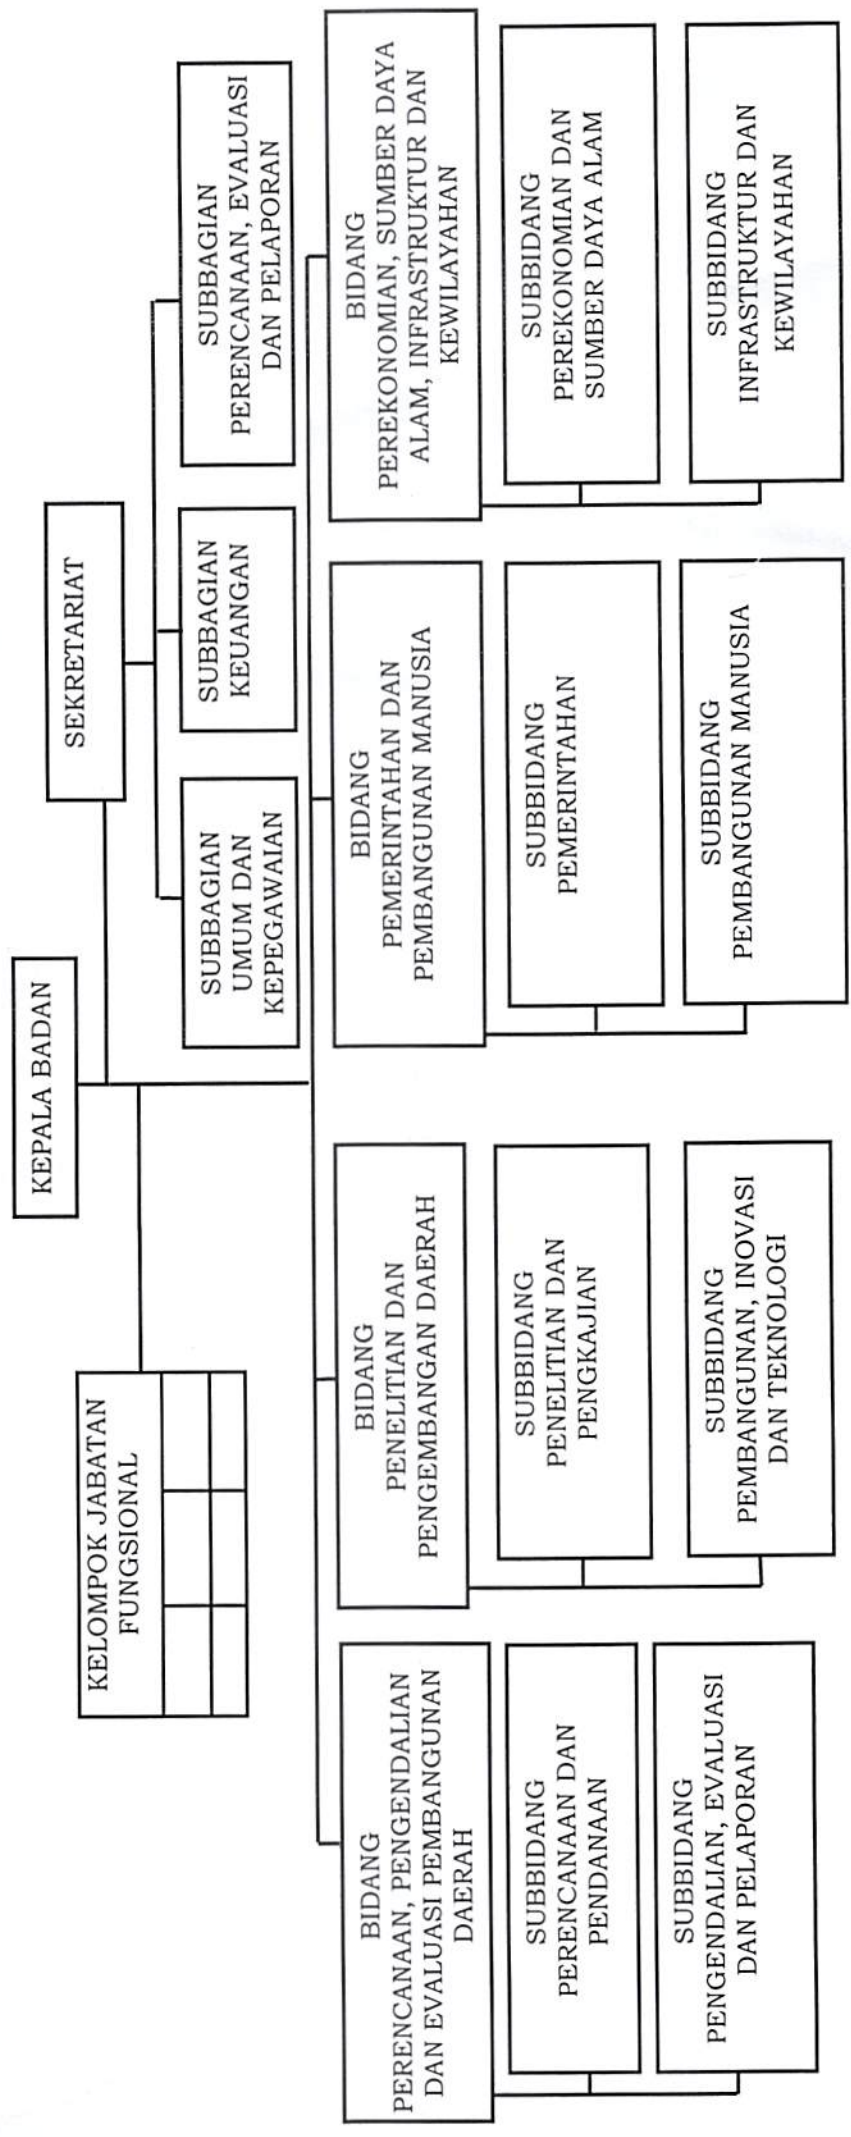 KEPALA BADAN
KELOMPOK JABATAN
FUNGSIONAL
SEKRETARIAT
SUBBAGIAN
UMUM DAN
KEPEGAWAIAN
SUBBAGIAN
KEUANGAN
SUBBAGIAN
PERENCANAAN, EVALUASI
DAN PELAPORAN
BIDANG
PERENCANAAN, PENGENDALIAN
DAN EVALUASI PEMBANGUNAN
DAERAH
BIDANG
PENELITIAN DAN
PENGEMBANGAN DAERAH
BIDANG
PEMERINTAHAN DAN
PEMBANGUNAN MANUSIA
BIDANG
PEREKONOMIAN, SUMBER DAYA
ALAM, INFRASTRUKTUR DAN
KEWILAYAHAN
SUBBIDANG
PERENCANAAN DAN
PENDANAAN
SUBBIDANG
PENELITIAN DAN
PENGKAJIAN
SUBBIDANG
PEMERINTAHAN
SUBBIDANG
PEREKONOMIAN DAN
SUMBER DAYA ALAM
SUBBIDANG
PENGENDALIAN, EVALUASI
DAN PELAPORAN
SUBBIDANG
PEMBANGUNAN, INOVASI
DAN TEKNOLOGI
SUBBIDANG
PEMBANGUNAN MANUSIA
SUBBIDANG
INFRASTRUKTUR DAN
KEWILAYAHAN